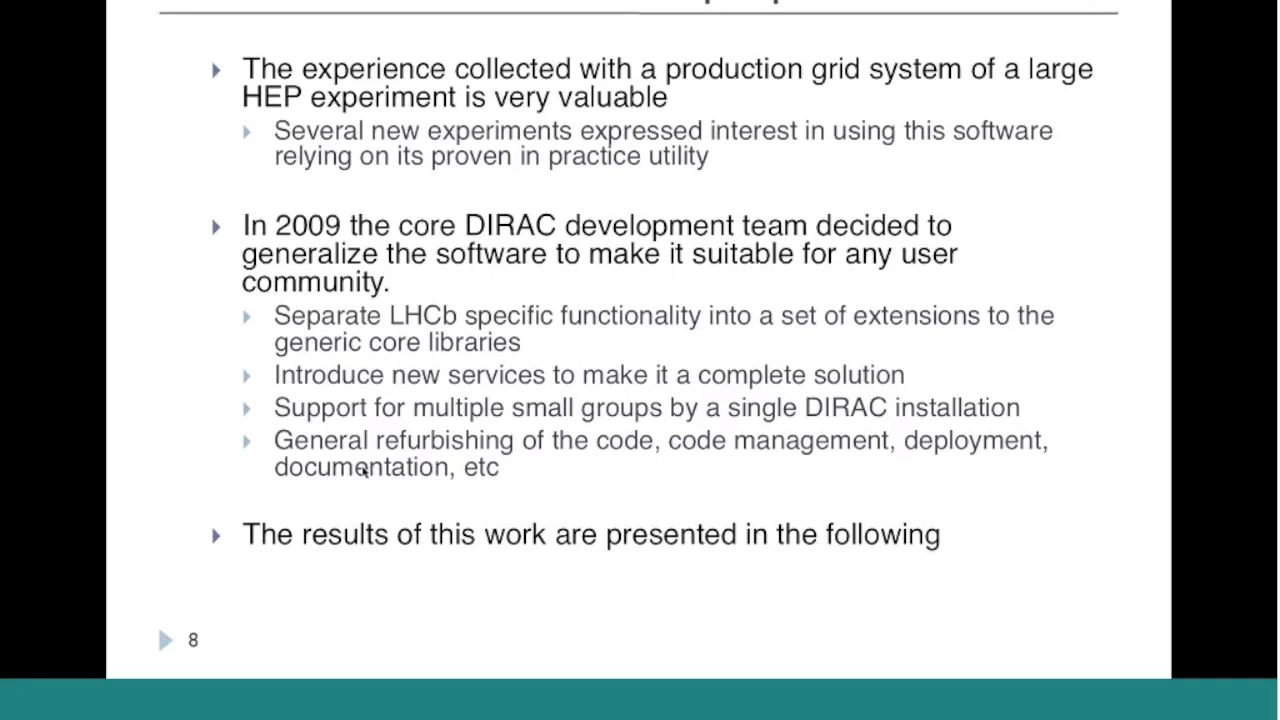 The experience collected with a production grid system of a large
HEP experiment is very valuable
Several new experiments expressed interest in using this software
relying on its proven in practice utility
In 2009 the core DIRAC development team decided to
generalize the software to make it suitable for any user
community.
Separate LHCb specific functionality into a set of extensions to the
generic core libraries
Introduce new services to make it a complete solution
Support for multiple small groups by a single DIRAC installation
General refurbishing of the code, code management, deployment,
documentation, etc
The results of this work are presented in the following
8